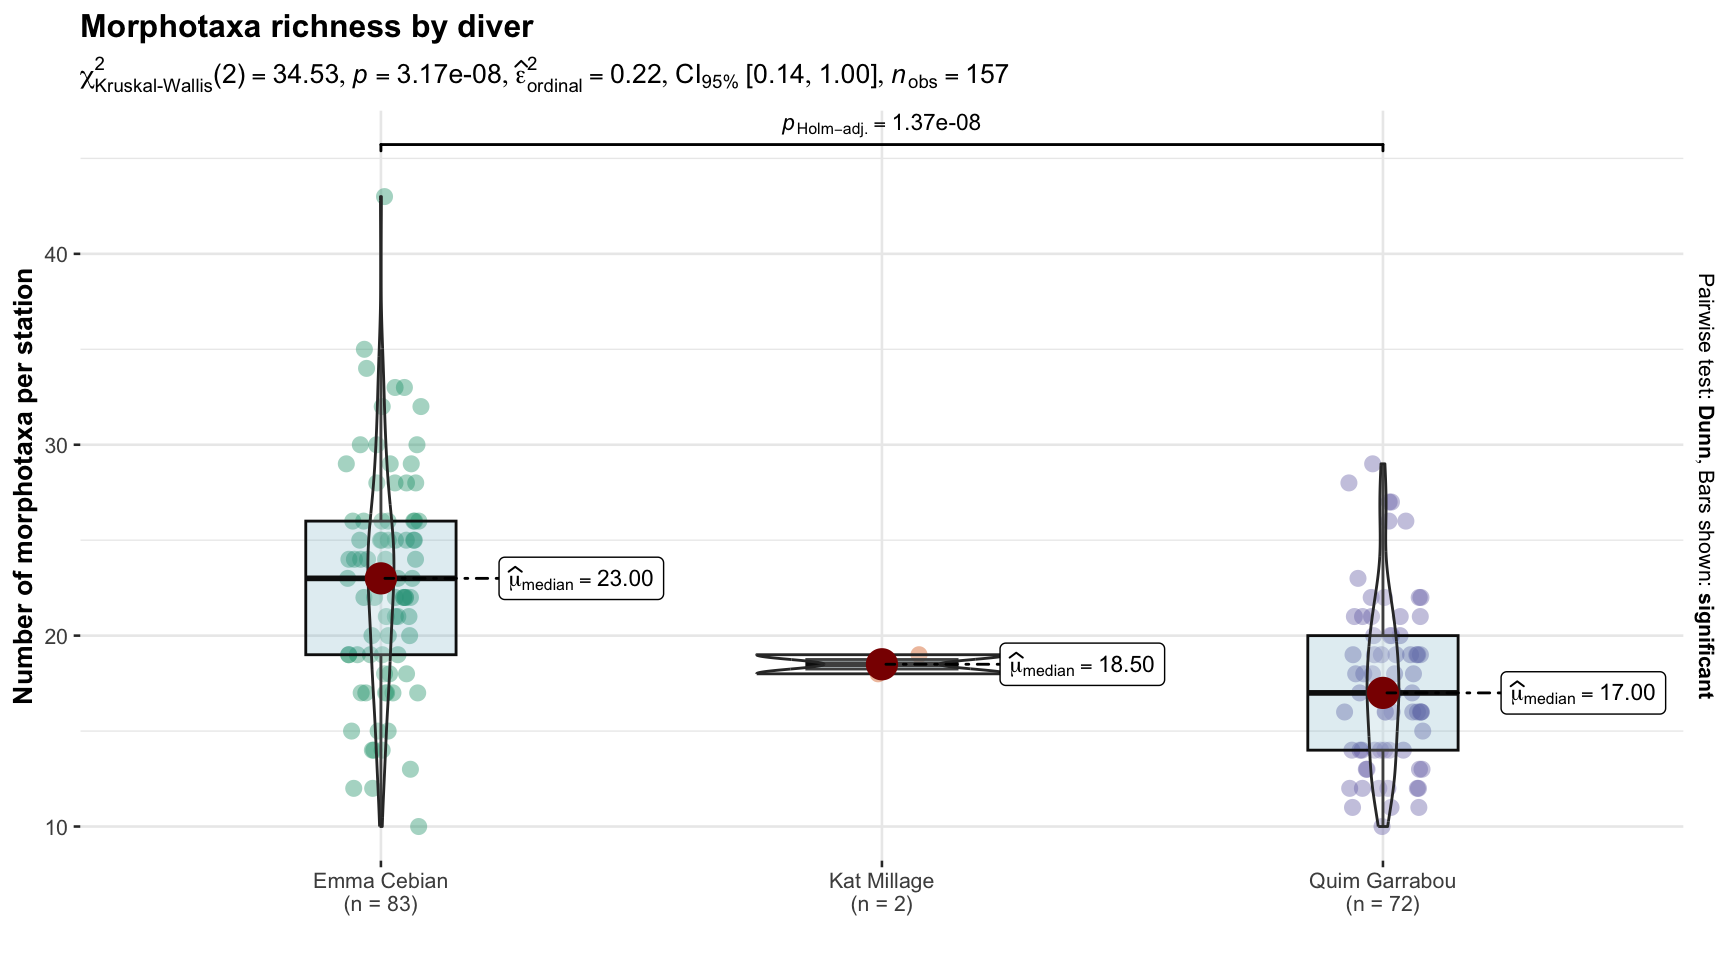 Morphotaxa richness by diver
χ²Kruskal-Wallis(2) = 34.53, p = 3.17e-08, ε̂²ordinal = 0.22, CI95% [0.14, 1.00], nobs = 157
pHolm−adj. = 1.37e-08
Number of morphotaxa per station
40
30
20
10
μ̂median = 23.00
μ̂median = 18.50
μ̂median = 17.00
Pairwise test: Dunn, Bars shown: significant
Emma Cebian
(n = 83)
Kat Millage
(n = 2)
Quim Garrabou
(n = 72)